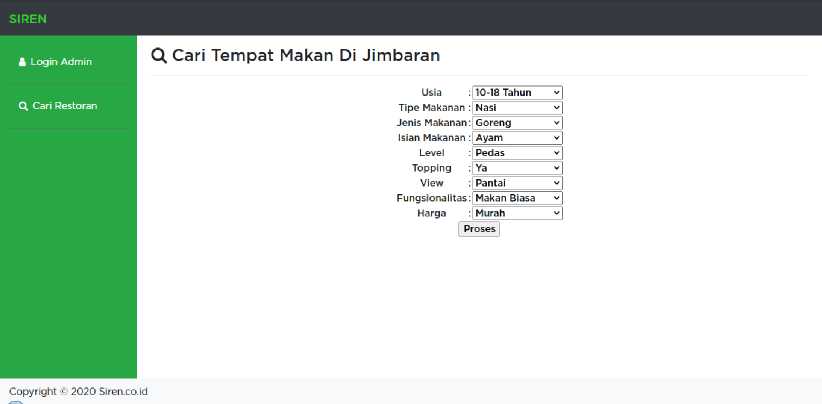 SIREN
Login Admin
Cari Restoran
Cari Tempat Makan Di Jimbaran
Usia : 10-18 Tahun
Tipe Makanan : Nasi
Jenis Makanan : Goreng
Isian Makanan : Ayam
Level : Pedas
Topping : Ya
View : Pantai
Fungsionalitas : Makan Biasa
Harga : Murah
Proses
Copyright © 2020 Siren.co.id